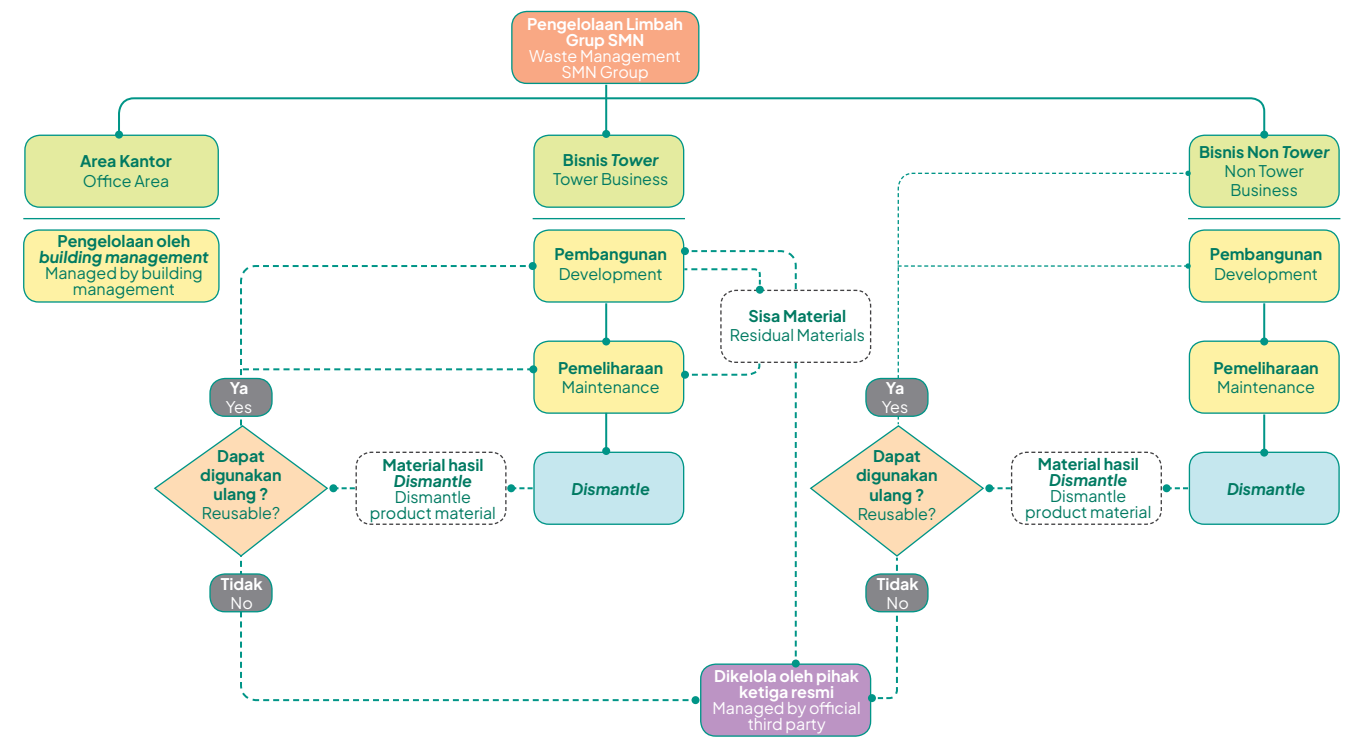 Pengelolaan Limbah
Grup SMN
Waste Management
SMN Group
Area Kantor
Office Area
Bisnis Tower
Tower Business
Bisnis Non Tower
Non Tower
Business
Pengelolaan oleh
building management
Managed by building
management
Pembangunan
Development
Sisa Material
Residual Materials
Pembangunan
Development
Pemeliharaan
Maintenance
Pemeliharaan
Maintenance
Ya
Yes
Ya
Yes
Dapat
digunakan
ulang ?
Reusable?
Material hasil
Dismantle
Dismantle
product material
Dismantle
Dapat
digunakan
ulang ?
Reusable?
Material hasil
Dismantle
Dismantle
product material
Dismantle
Tidak
No
Tidak
No
Dikelola oleh pihak
ketiga resmi
Managed by official
third party